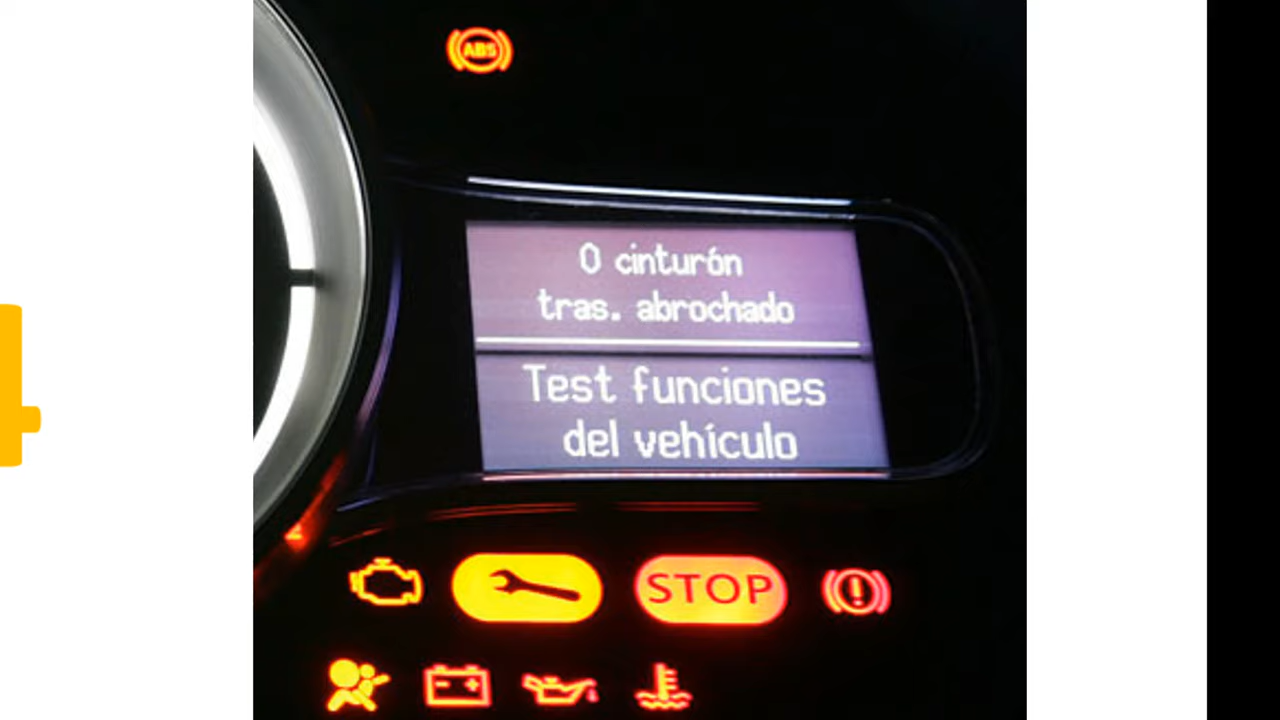 ABS
0 cinturón
tras. abrochado
Test funciones
del vehículo
STOP